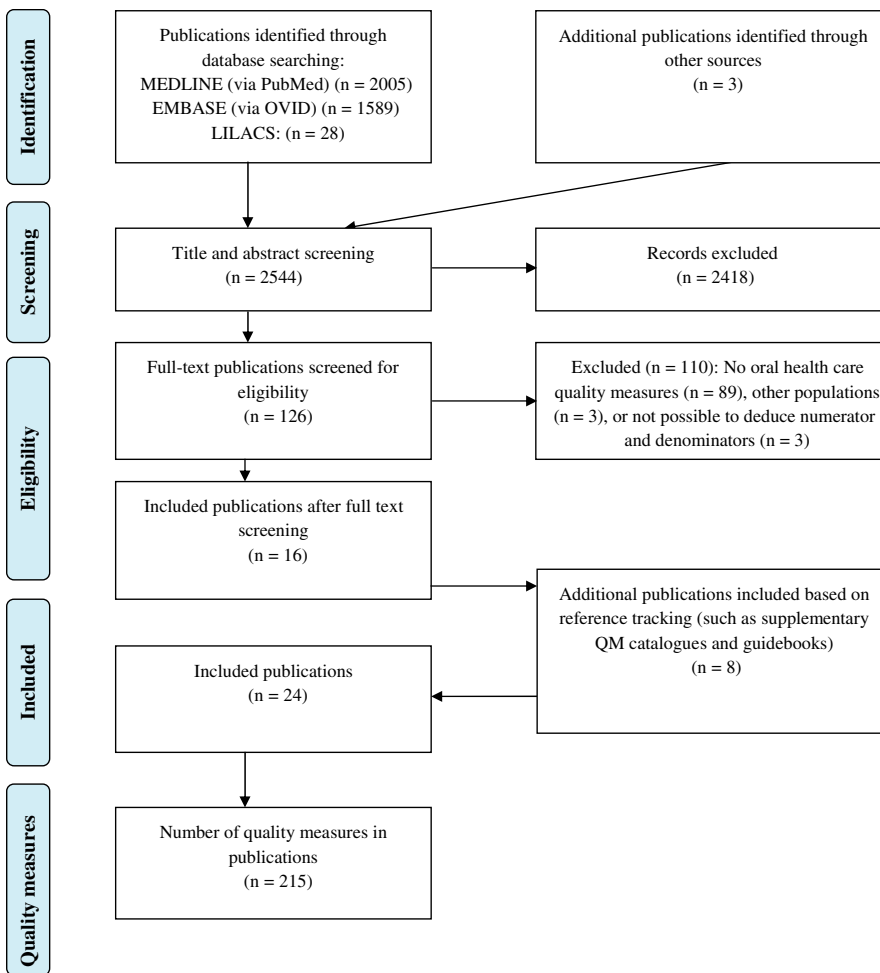 Identification
Publications identified through
database searching:
MEDLINE (via PubMed) (n = 2005)
EMBASE (via OVID) (n = 1589)
LILACS: (n = 28)
Additional publications identified through
other sources
(n = 3)
Screening
Title and abstract screening
(n = 2544)
Records excluded
(n = 2418)
Eligibility
Full-text publications screened for
eligibility
(n = 126)
Excluded (n = 110): No oral health care
quality measures (n = 89), other populations
(n = 3), or not possible to deduce numerator
and denominators (n = 3)
Included publications after full text
screening
(n = 16)
Additional publications included based on
reference tracking (such as supplementary
QM catalogues and guidebooks)
(n = 8)
Included
Included publications
(n = 24)
Quality measures
Number of quality measures in
publications
(n = 215)